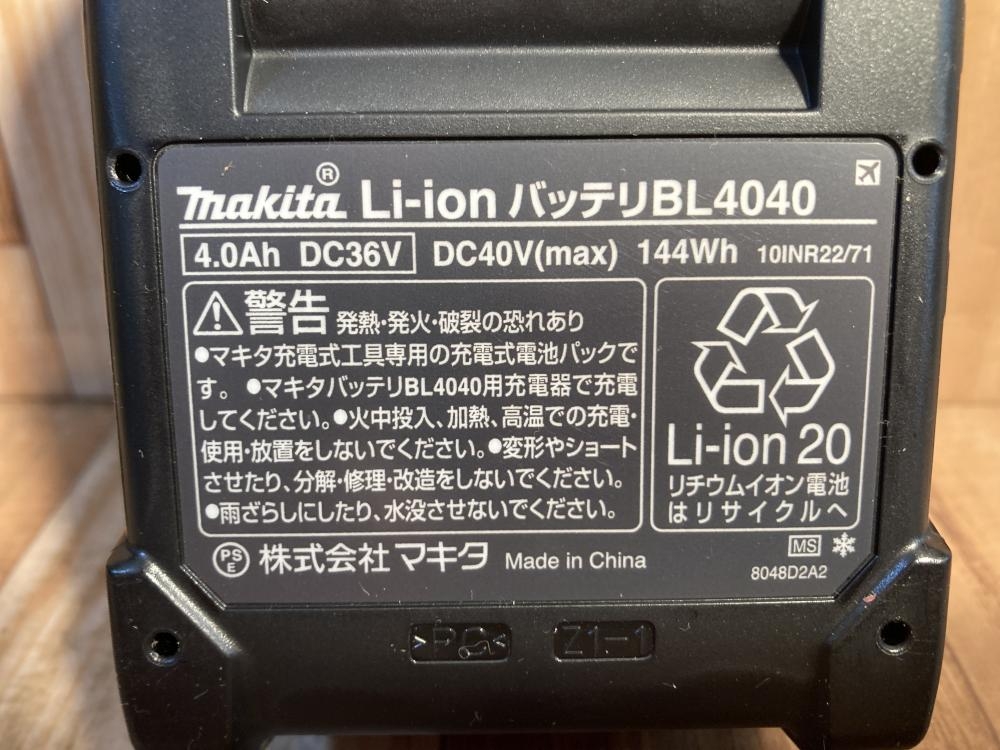 makita® Li-ion バッテリBL4040
4.0Ah DC36V DC40V(max) 144Wh 10INR22/71
警告 発熱・発火・破裂の恐れあり
●マキタ充電式工具専用の充電式電池パックで
す。●マキタバッテリBL4040用充電器で充電
してください。●火中投入、加熱、高温での充電・
使用・放置をしないでください。●変形やショート
させたり、分解・修理・改造をしないでください。
●雨ざらしにしたり、水没させないでください。
Li-ion 20
リチウムイオン電池
はリサイクルへ
PSE 株式会社 マキタ Made in China
MS
8048D2A2
>PC< Z1-1